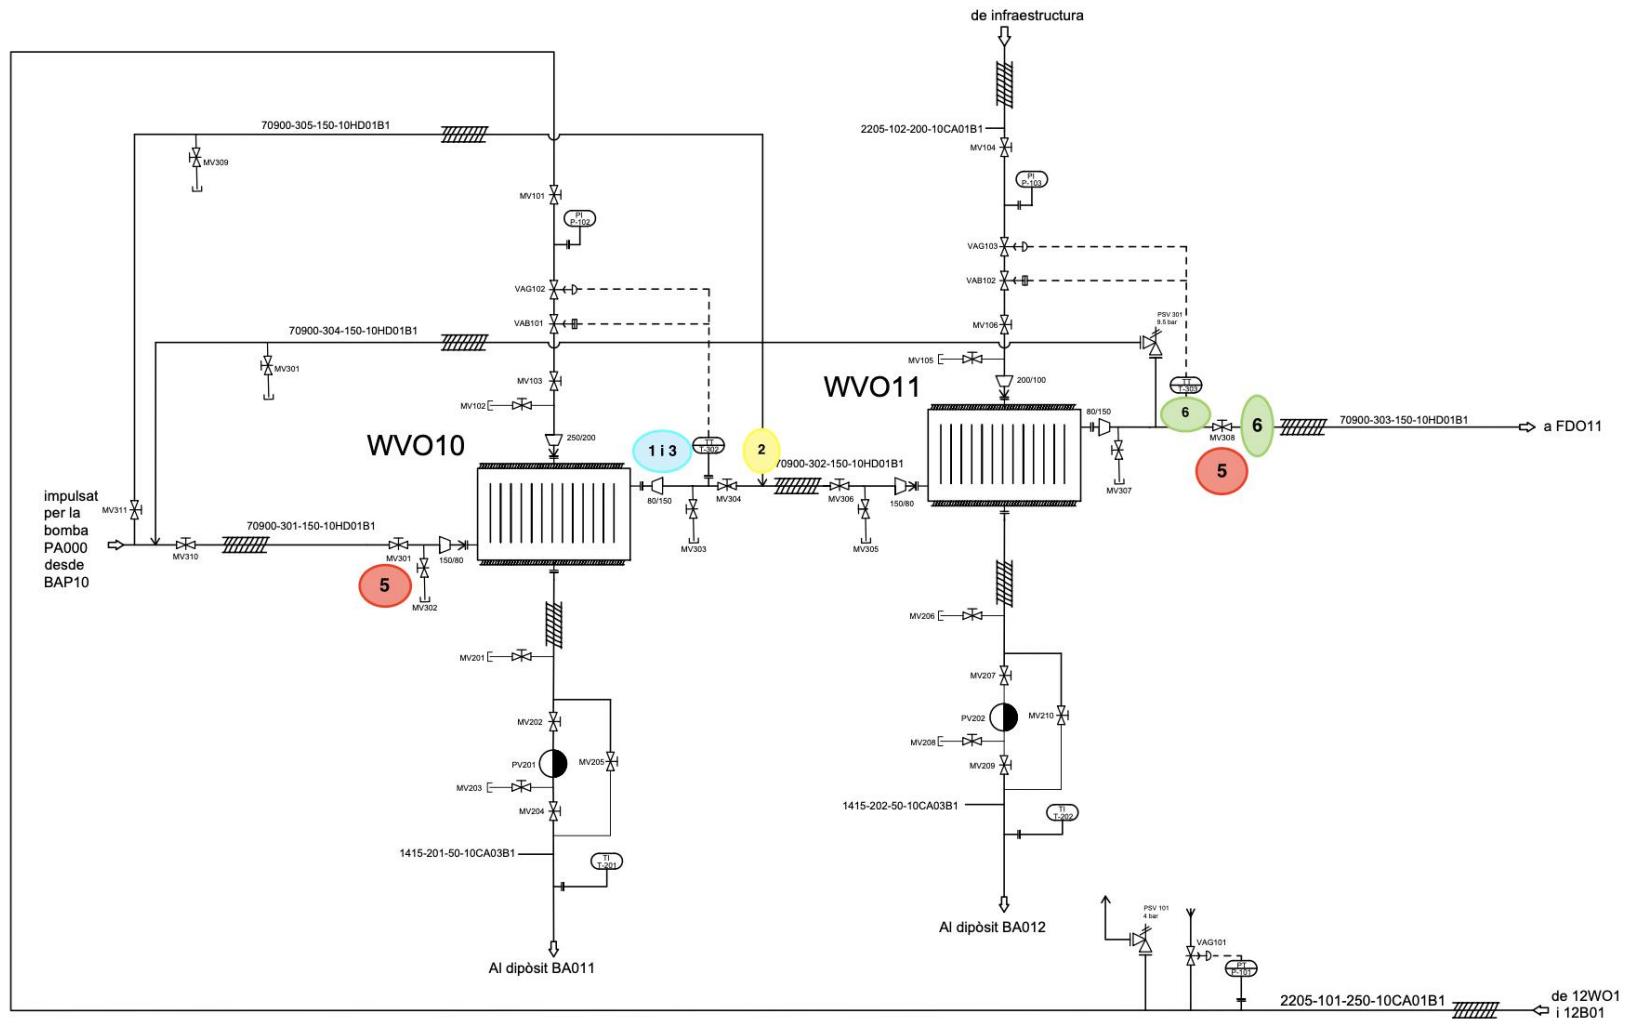 de infraestructura
70900-305-150-10HD01B1
2205-102-200-10CA01B1
MV104
MV309
PI
P-103
MV101
PI
P-102
VAG103
VAB102
VAG102
PSV 301
9.5 bar
MV106
VAB101
70900-304-150-10HD01B1
MV105
MV301
MV103
200/100
WVO11
TT
T-303
MV102
80/150
6
6
70900-303-150-10HD01B1
a FDO11
MV308
250/200
WVO10
1 i 3
TT
T-302
2
70900-302-150-10HD01B1
5
MV307
impulsat
per la
bomba
PA000
desde
BAP10
80/150
MV304
MV306
150/80
MV311
70900-301-150-10HD01B1
MV303
MV305
MV310
MV301
150/80
5
MV302
MV206
MV201
MV207
MV202
PV202
MV210
MV208
PV201
MV205
MV209
MV203
MV204
1415-202-50-10CA03B1
TI
T-202
1415-201-50-10CA03B1
TI
T-201
Al dipòsit BA012
PSV 101
4 bar
VAG101
Al dipòsit BA011
PT
P-101
2205-101-250-10CA01B1
de 12WO1
i 12B01